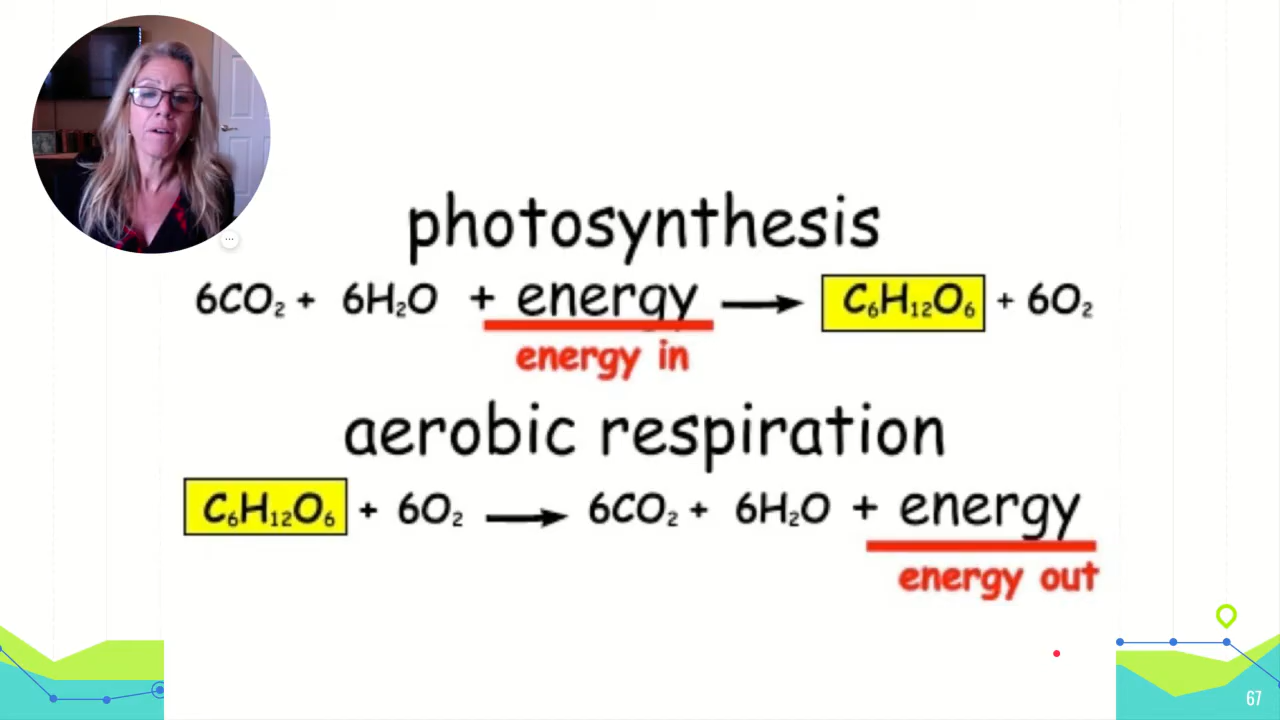 photosynthesis
6CO₂ + 6H₂O + energy → C₆H₁₂O₆ + 6O₂
energy in
aerobic respiration
C₆H₁₂O₆ + 6O₂ → 6CO₂ + 6H₂O + energy
energy out
67